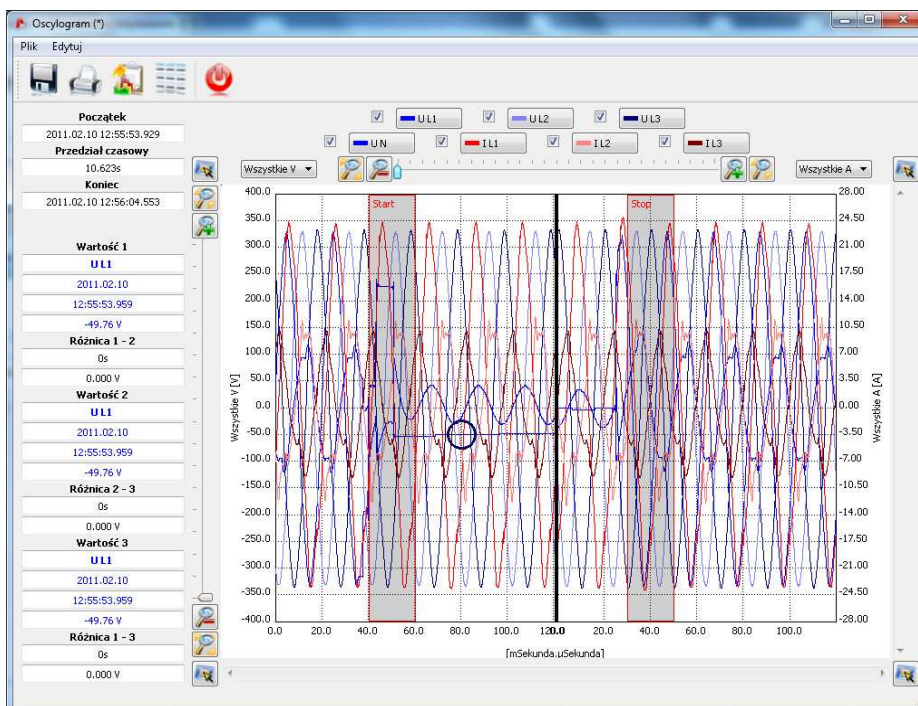 Oscylogram (*)
Plik Edytuj
Początek
2011.02.10 12:55:53.929
Przedział czasowy
10.623s
Koniec
2011.02.10 12:56:04.553
Wartość 1
U L1
2011.02.10
12:55:53.959
-49.76 V
Różnica 1 - 2
0s
0.000 V
Wartość 2
U L1
2011.02.10
12:55:53.959
-49.76 V
Różnica 2 - 3
0s
0.000 V
Wartość 3
U L1
2011.02.10
12:55:53.959
-49.76 V
Różnica 1 - 3
0s
0.000 V
U L1 U L2 U L3
U N I L1 I L2 I L3
Wszystkie V Wszystkie A
Start Stop
400.0
350.0
300.0
250.0
200.0
150.0
100.0
50.0
0.0
-50.0
-100.0
-150.0
-200.0
-250.0
-300.0
-350.0
-400.0
Wszystkie V [V]
28.00
24.50
21.00
17.50
14.00
10.50
7.00
3.50
0.00
-3.50
-7.00
-10.50
-14.00
-17.50
-21.00
-24.50
-28.00
Wszystkie A [A]
0.0 20.0 40.0 60.0 80.0 100.0 120.0 0.0 20.0 40.0 60.0 80.0 100.0
[mSekunda.µSekunda]